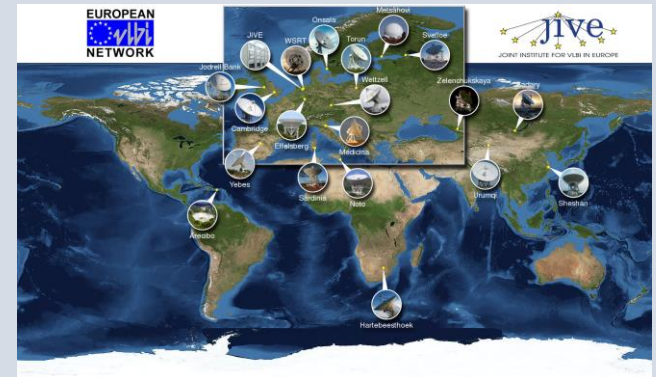 EUROPEAN
evlbi
NETWORK
jive
JOINT INSTITUTE FOR VLBI IN EUROPE
Metsähovi
Onsala
JIVE
WSRT
Torun
Svetloe
Jodrell Bank
Wettzell
Zelenchukskaya
Cambridge
Effelsberg
Medicina
Yebes
Sardinia
Noto
Urumqi
Sheshan
Arecibo
Hartebeesthoek